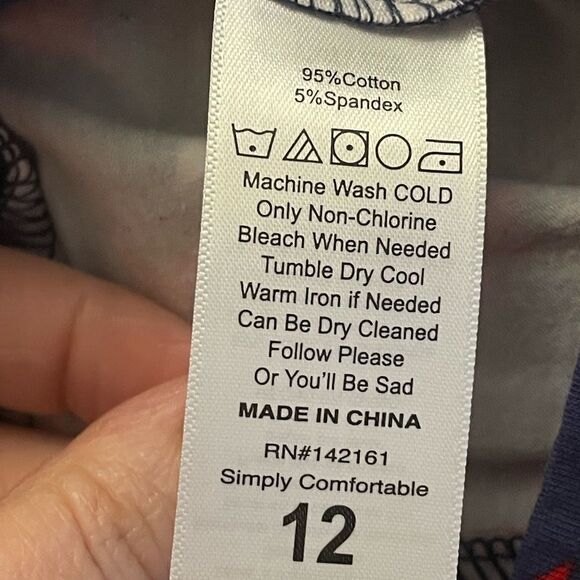 95%Cotton
5%Spandex
Machine Wash COLD
Only Non-Chlorine
Bleach When Needed
Tumble Dry Cool
Warm Iron if Needed
Can Be Dry Cleaned
Follow Please
Or You'll Be Sad
MADE IN CHINA
RN#142161
Simply Comfortable
12